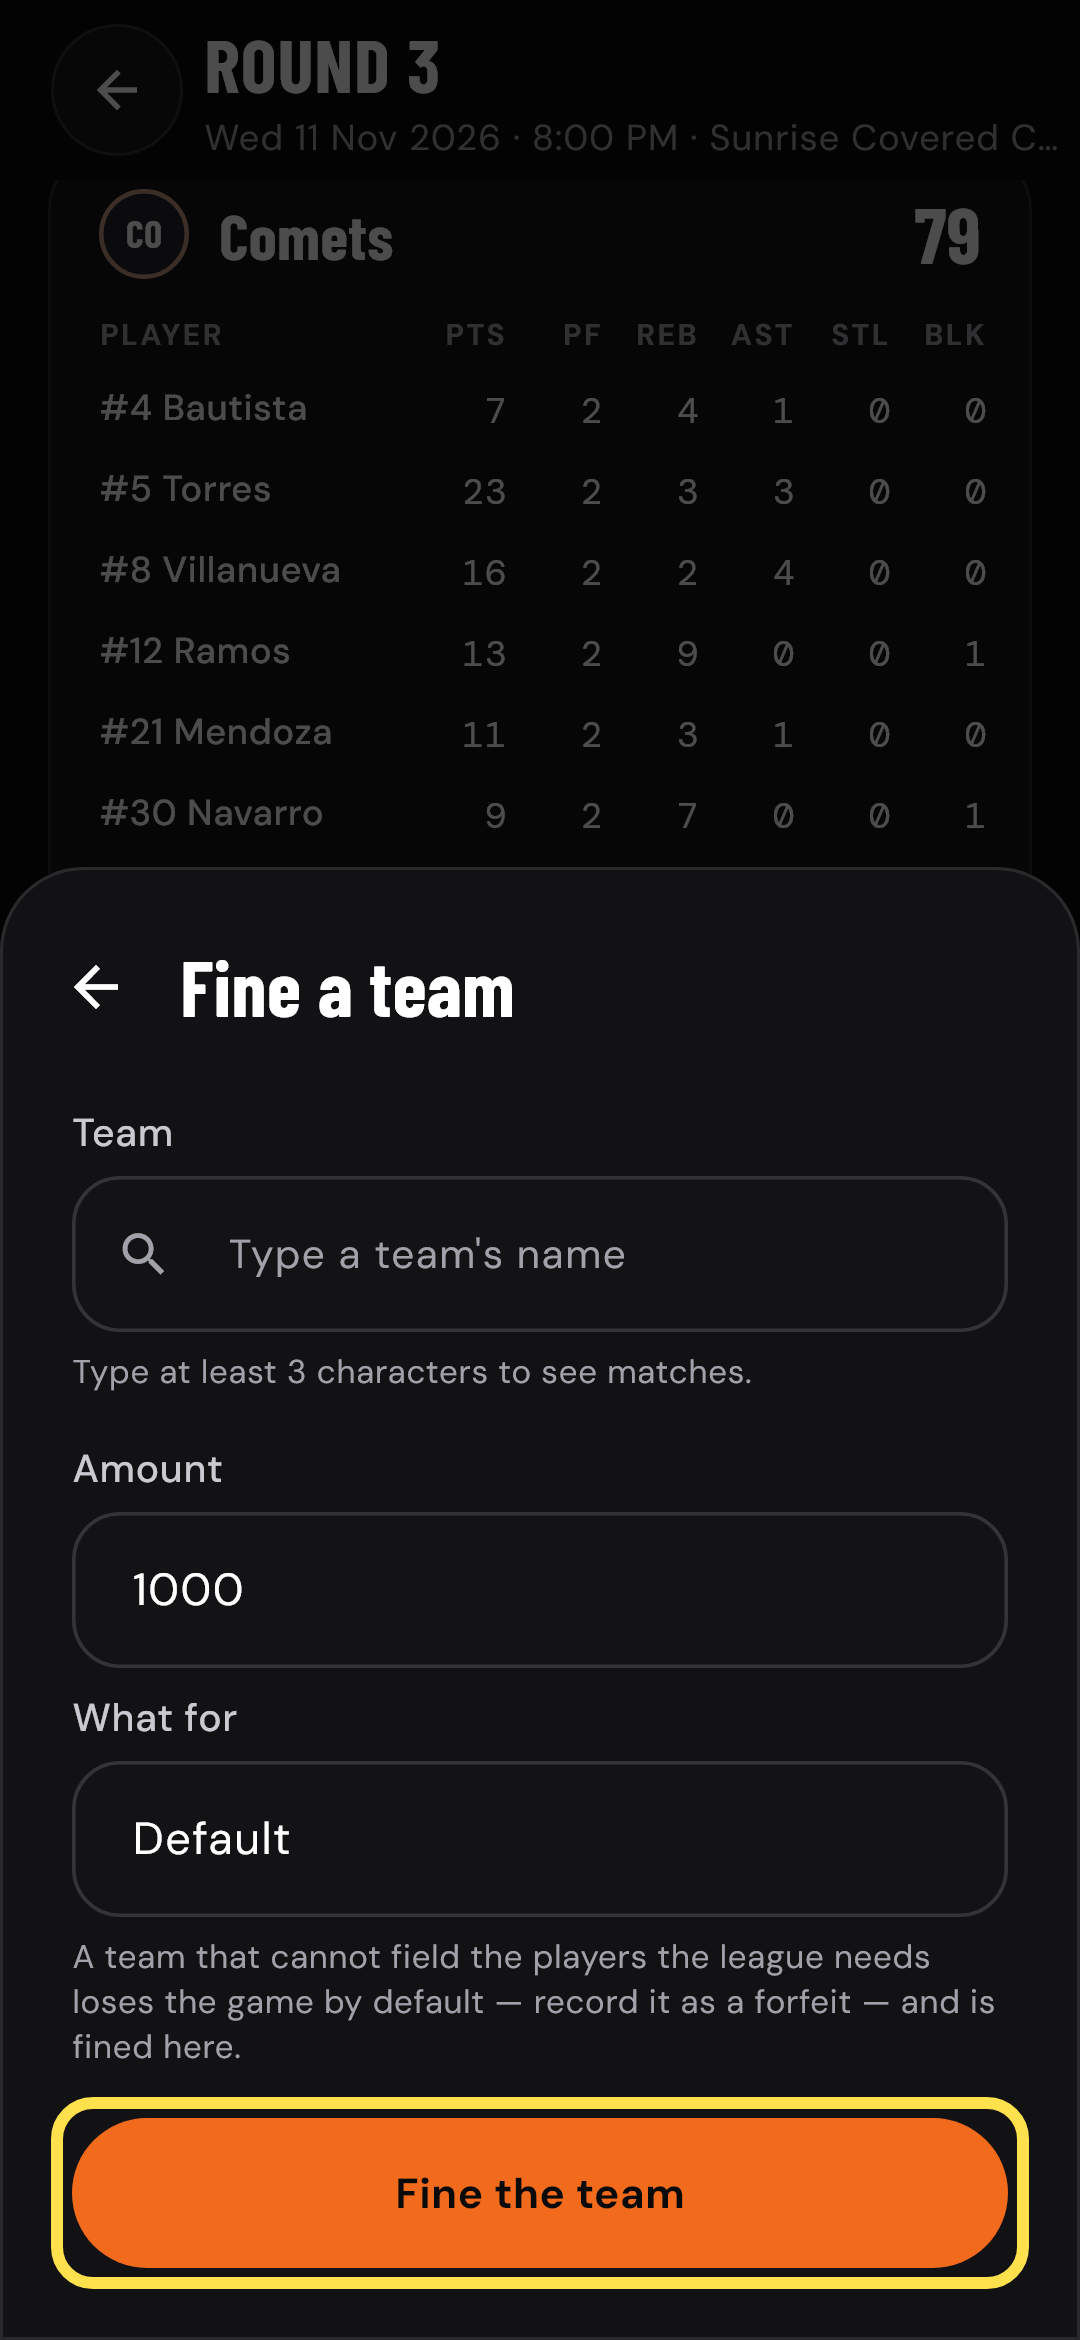 ROUND 3
Wed 11 Nov 2026 · 8:00 PM · Sunrise Covered C...
CO Comets 79
PLAYER PTS PF REB AST STL BLK
#4 Bautista 7 2 4 1 0 0
#5 Torres 23 2 3 3 0 0
#8 Villanueva 16 2 2 4 0 0
#12 Ramos 13 2 9 0 0 1
#21 Mendoza 11 2 3 1 0 0
#30 Navarro 9 2 7 0 0 1
Fine a team
Team
Type a team's name
Type at least 3 characters to see matches.
Amount
1000
What for
Default
A team that cannot field the players the league needs
loses the game by default — record it as a forfeit — and is
fined here.
Fine the team